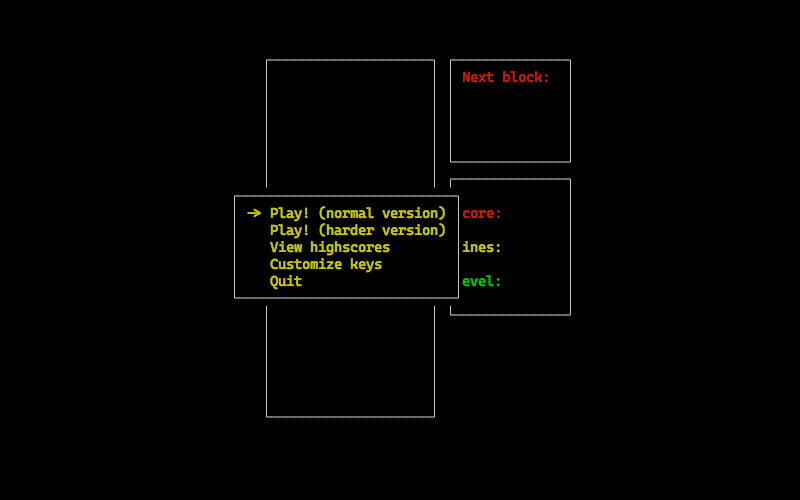 Next block:
→ Play! (normal version)
core:
Play! (harder version)
View highscores
ines:
Customize keys
Quit
evel: